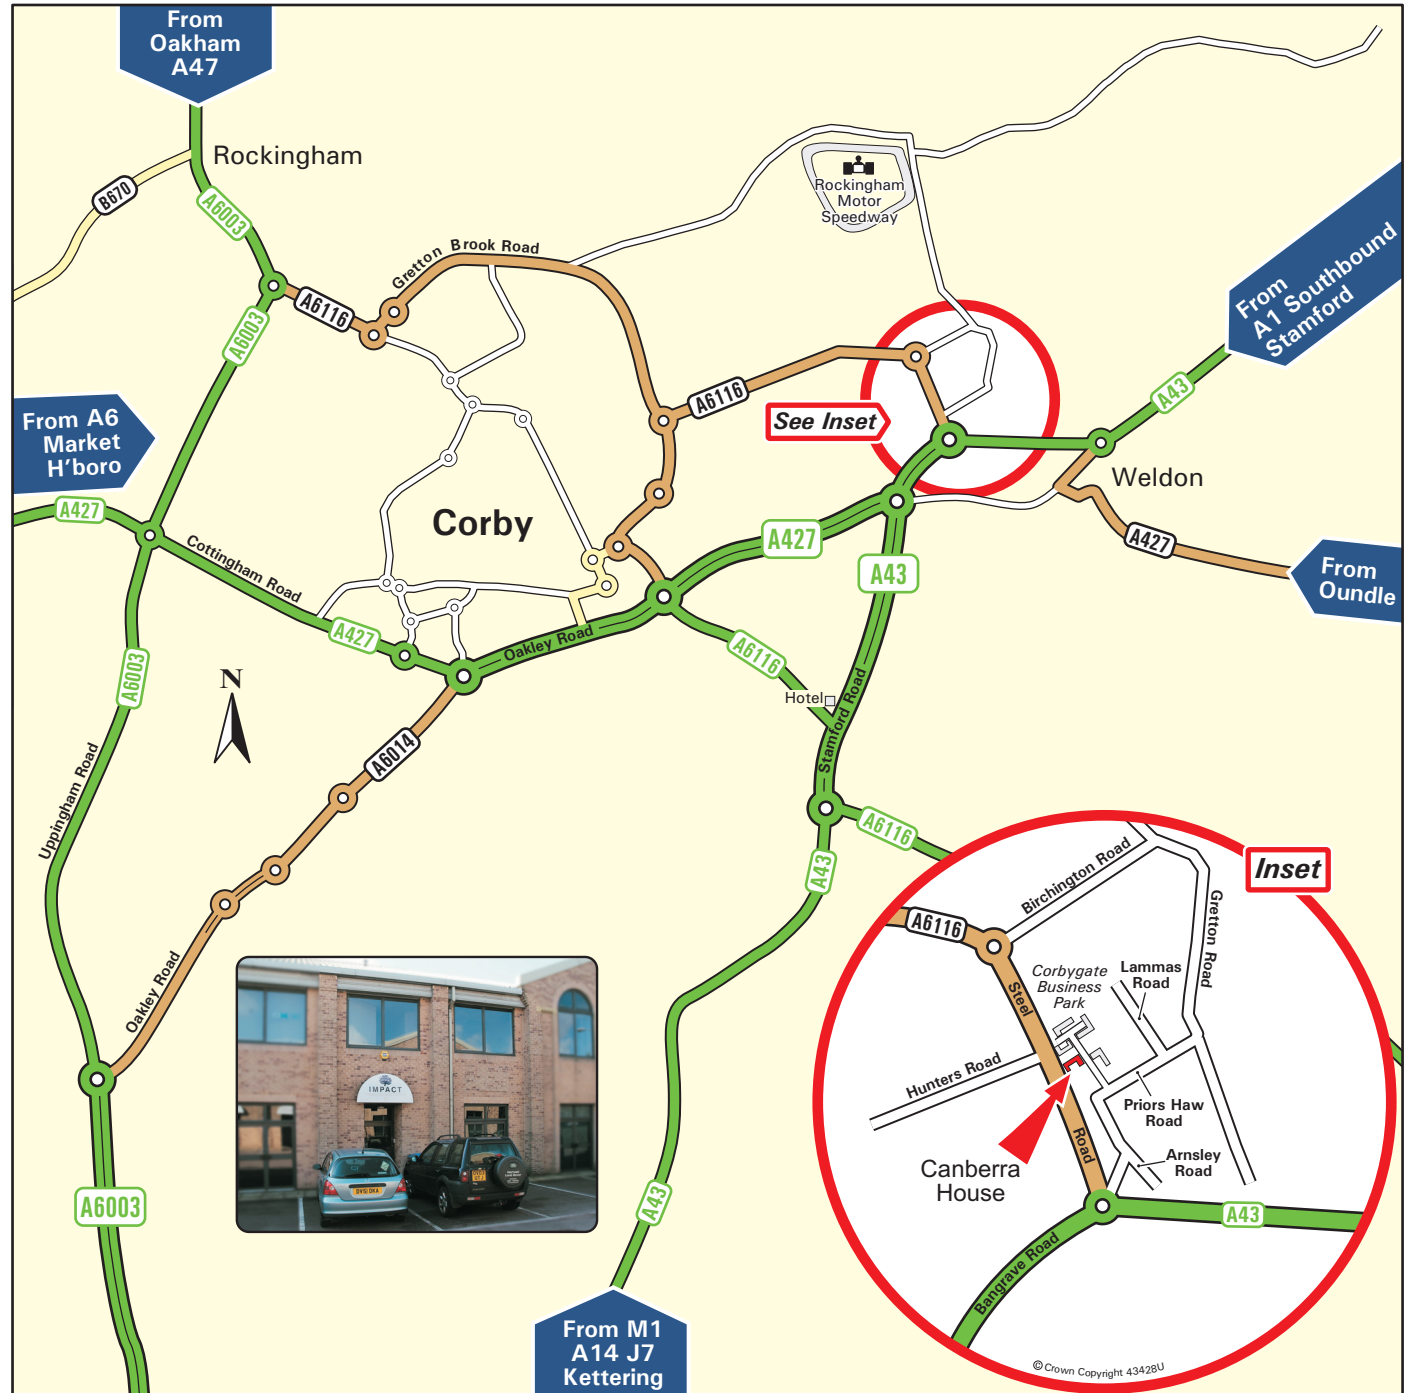 From
Oakham
A47
Rockingham
B670
A6003
Gretton Brook Road
Rockingham
Motor
Speedway
A6116
A6003
From
A1 Southbound
Stamford
A43
A6116
See Inset
From A6
Market
H'boro
Weldon
A427
Corby
A427
A427
Cottingham Road
A43
From
Oundle
A427
Oakley Road
A6116
A6003
N
Hotel
Stamford Road
A6014
Uppingham Road
A6116
A43
Inset
Birchington Road
A6116
Gretton Road
Oakley Road
Corbygate
Business
Park
Lammas
Road
Steel
Hunters Road
IMPACT
Priors Haw
Road
Road
Arnsley
Road
Canberra
House
A6003
A43
A43
Bangrave Road
From M1
A14 J7
Kettering
© Crown Copyright 43428U